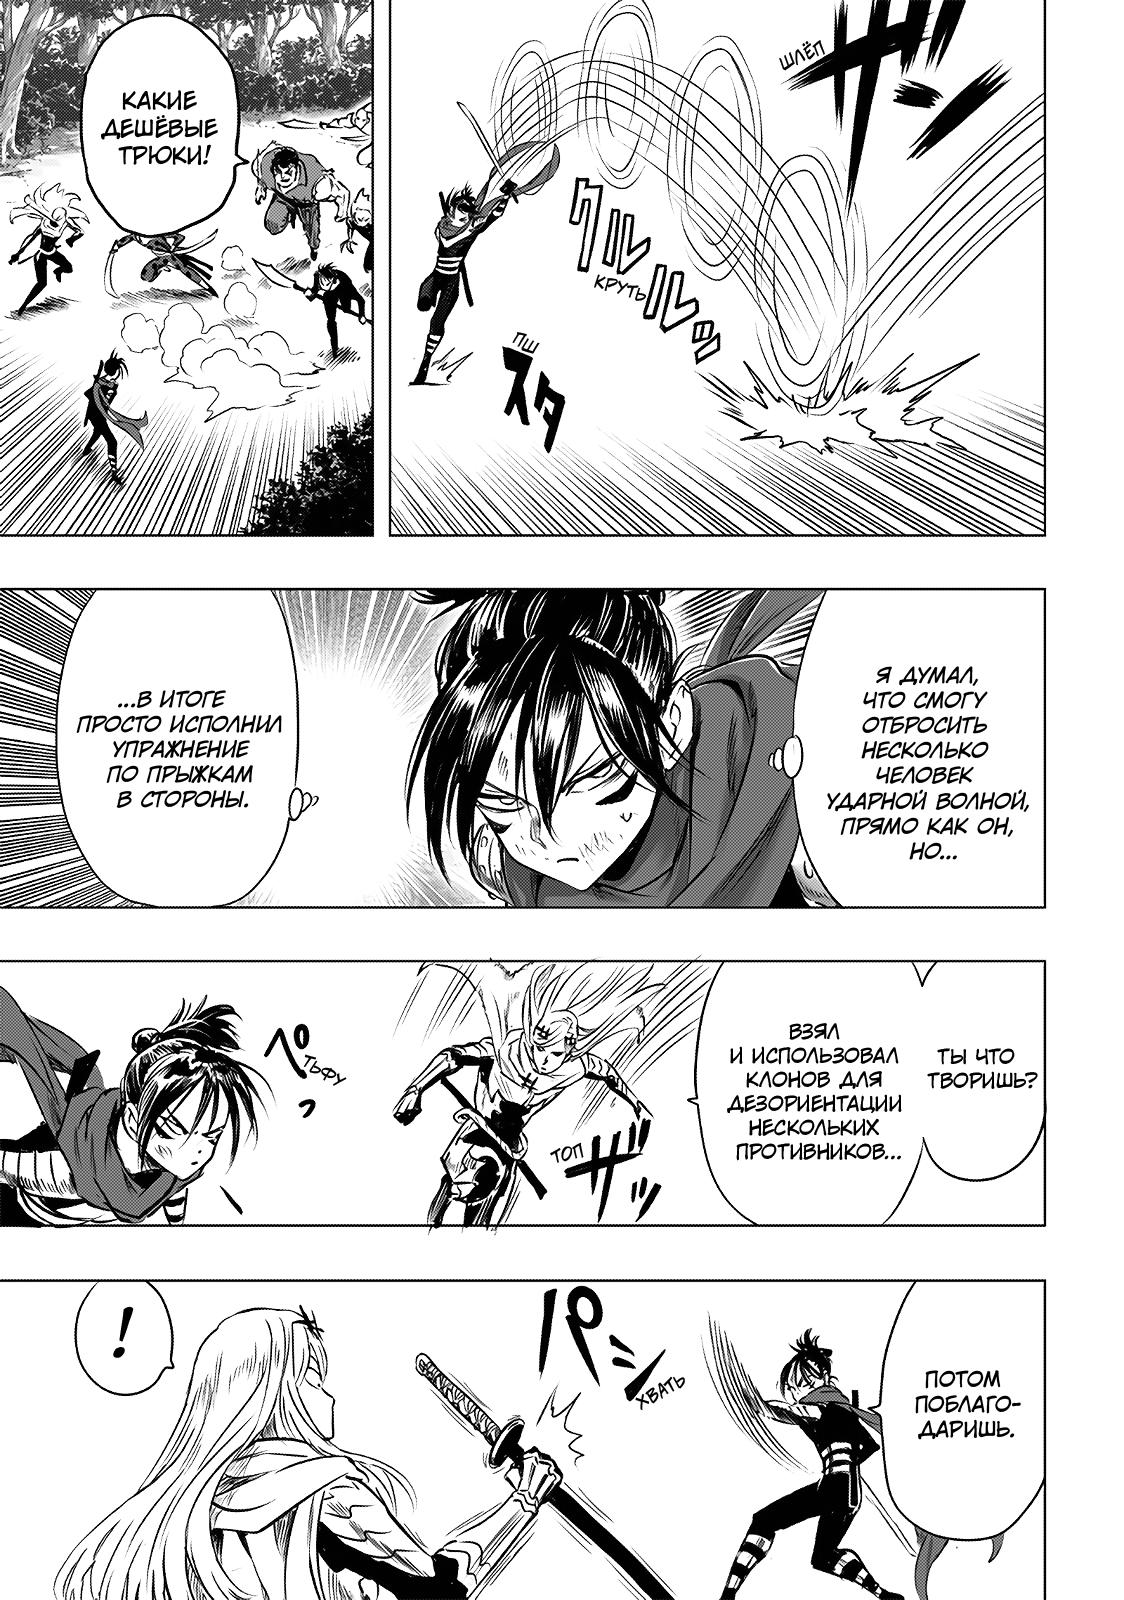 ザッ
ШЛЁП
クルルルルッ
КРУТЬ
ПШ
スタ
КАКИЕ
ДЕШЁВЫЕ
ТРЮКИ!
Я ДУМАЛ,
ЧТО СМОГУ
ОТБРОСИТЬ
НЕСКОЛЬКО
ЧЕЛОВЕК
УДАРНОЙ ВОЛНОЙ,
ПРЯМО КАК ОН,
НО...
...В ИТОГЕ
ПРОСТО ИСПОЛНИЛ
УПРАЖНЕНИЕ
ПО ПРЫЖКАМ
В СТОРОНЫ.
ТЫ ЧТО
ТВОРИШЬ?
ВЗЯЛ
И ИСПОЛЬЗОВАЛ
КЛОНОВ ДЛЯ
ДЕЗОРИЕНТАЦИИ
НЕСКОЛЬКИХ
ПРОТИВНИКОВ...
ザッ
ТОП
ペっ
ТЬФУ
ПОТОМ
ПОБЛАГО-
ДАРИШЬ.
パシッ
ХВАТЬ
!